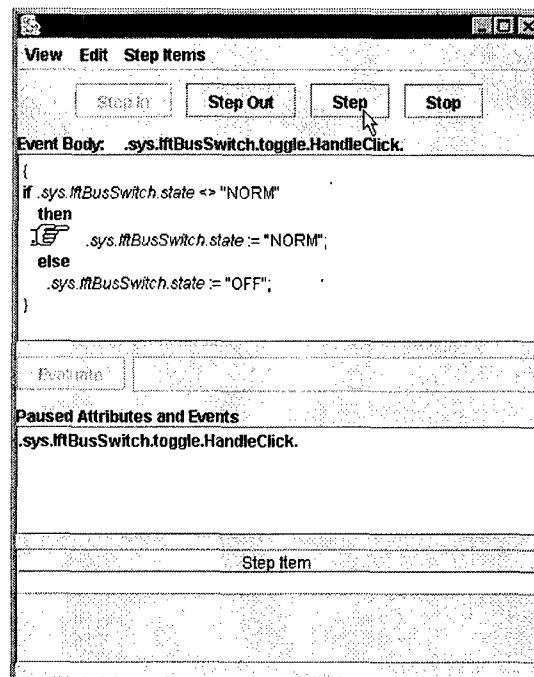 View Edit Step Items
Step In Step Out Step Stop
Event Body: .sys.lftBusSwitch.toggle.HandleClick.
{
if .sys.lftBusSwitch.state <> "NORM"
then
.sys.lftBusSwitch.state := "NORM";
else
.sys.lftBusSwitch.state := "OFF";
}
Evaluate
Paused Attributes and Events
.sys.lftBusSwitch.toggle.HandleClick.
Step Item